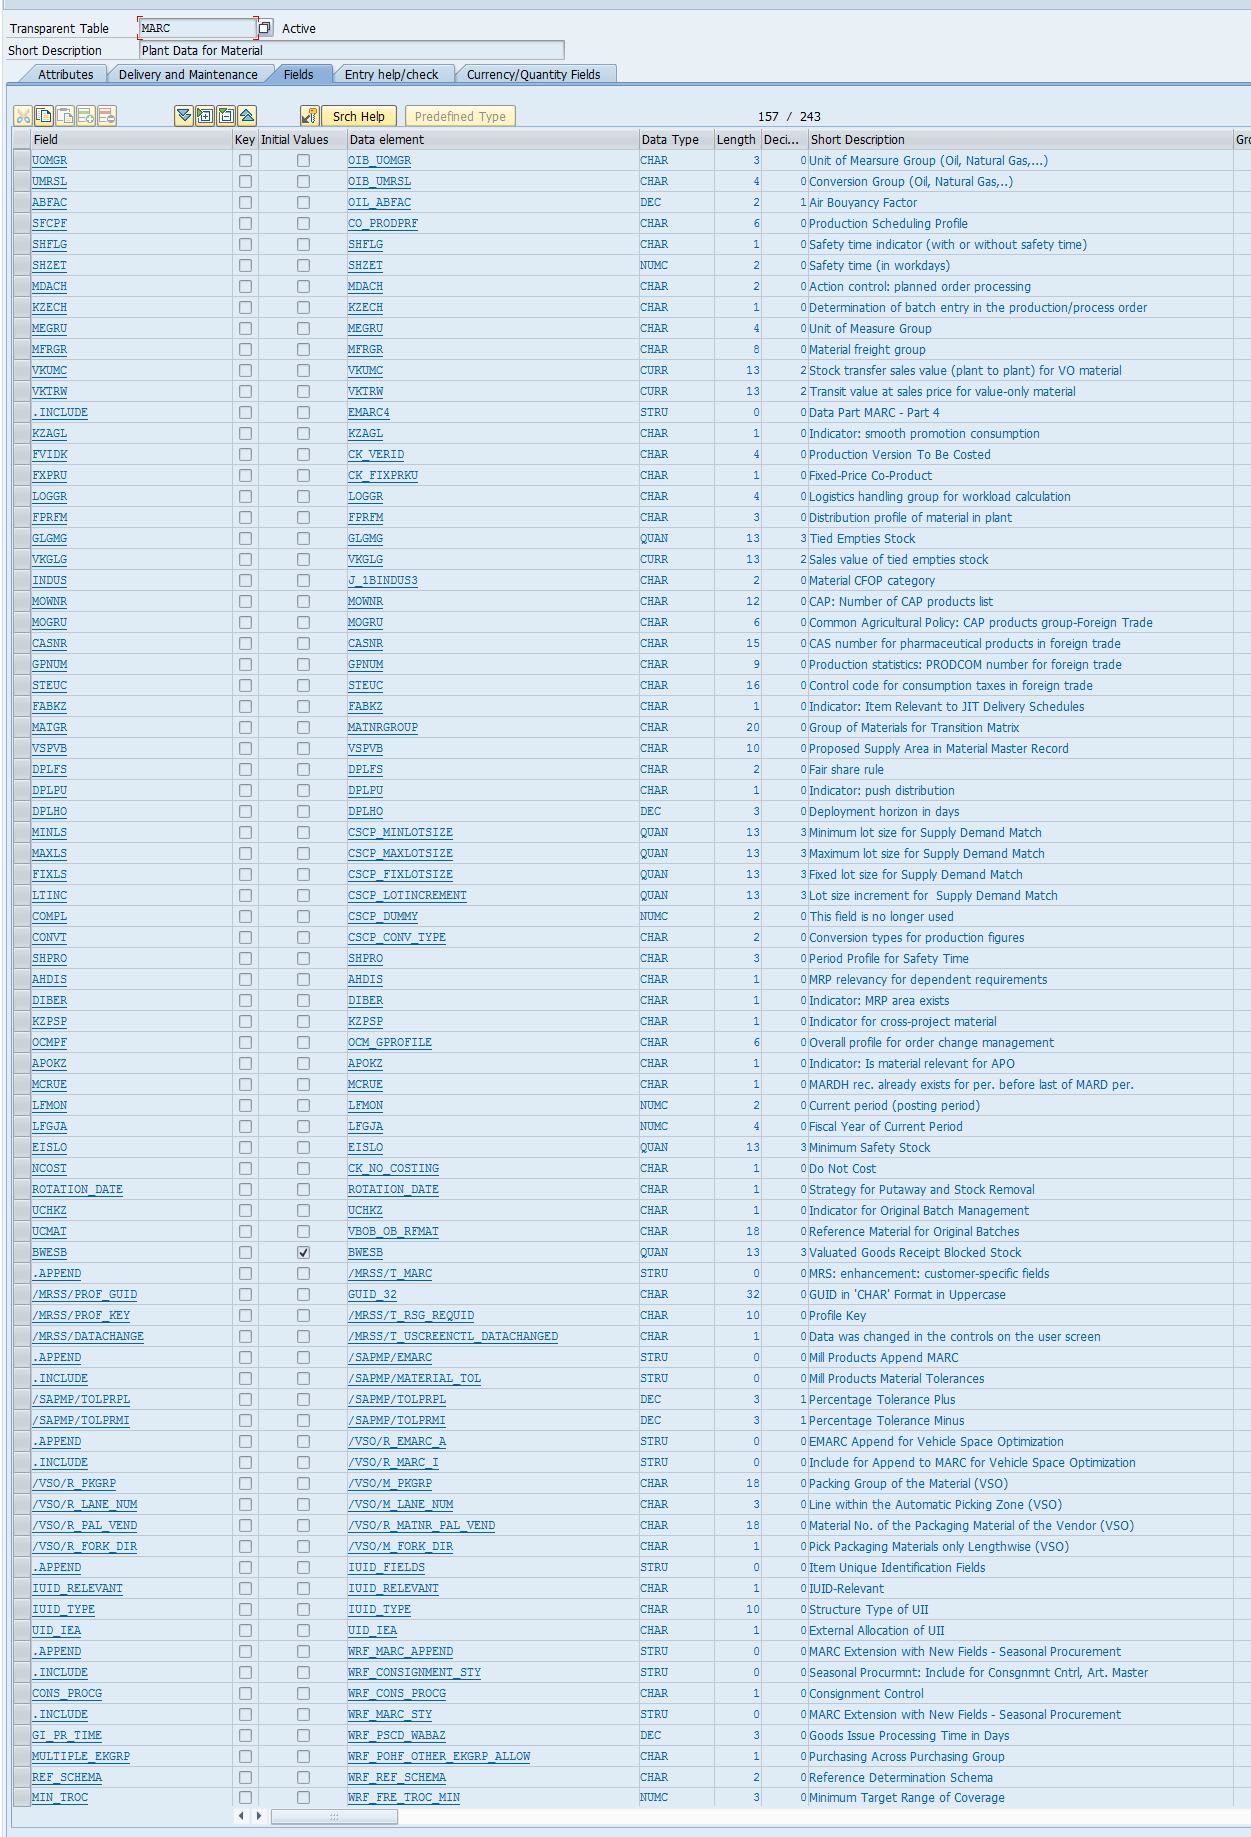 Transparent Table MARC Active
Short Description Plant Data for Material
Attributes Delivery and Maintenance Fields Entry help/check Currency/Quantity Fields
Srch Help Predefined Type 157 / 243
Field Key Initial Values Data element Data Type Length Deci... Short Description Gro
UOMGR OIB_UOMGR CHAR 3 0 Unit of Mearsure Group (Oil, Natural Gas,...)
UMRSL OIB_UMRSL CHAR 4 0 Conversion Group (Oil, Natural Gas,..)
ABFAC OIL_ABFAC DEC 2 1 Air Bouyancy Factor
SFCPF CO_PRODPRF CHAR 6 0 Production Scheduling Profile
SHFLG SHFLG CHAR 1 0 Safety time indicator (with or without safety time)
SHZET SHZET NUMC 2 0 Safety time (in workdays)
MDACH MDACH CHAR 2 0 Action control: planned order processing
KZECH KZECH CHAR 1 0 Determination of batch entry in the production/process order
MEGRU MEGRU CHAR 4 0 Unit of Measure Group
MFRGR MFRGR CHAR 8 0 Material freight group
VKUMC VKUMC CURR 13 2 Stock transfer sales value (plant to plant) for VO material
VKTRW VKTRW CURR 13 2 Transit value at sales price for value-only material
.INCLUDE EMARC4 STRU 0 0 Data Part MARC - Part 4
KZAGL KZAGL CHAR 1 0 Indicator: smooth promotion consumption
FVIDK CK_VERID CHAR 4 0 Production Version To Be Costed
FXPRU CK_FIXPRKU CHAR 1 0 Fixed-Price Co-Product
LOGGR LOGGR CHAR 4 0 Logistics handling group for workload calculation
FPRFM FPRFM CHAR 3 0 Distribution profile of material in plant
GLGMG GLGMG QUAN 13 3 Tied Empties Stock
VKGLG VKGLG CURR 13 2 Sales value of tied empties stock
INDUS J_1BINDUS3 CHAR 2 0 Material CFOP category
MOWNR MOWNR CHAR 12 0 CAP: Number of CAP products list
MOGRU MOGRU CHAR 6 0 Common Agricultural Policy: CAP products group-Foreign Trade
CASNR CASNR CHAR 15 0 CAS number for pharmaceutical products in foreign trade
GPNUM GPNUM CHAR 9 0 Production statistics: PRODCOM number for foreign trade
STEUC STEUC CHAR 16 0 Control code for consumption taxes in foreign trade
FABKZ FABKZ CHAR 1 0 Indicator: Item Relevant to JIT Delivery Schedules
MATGR MATNRGROUP CHAR 20 0 Group of Materials for Transition Matrix
VSPVB VSPVB CHAR 10 0 Proposed Supply Area in Material Master Record
DPLFS DPLFS CHAR 2 0 Fair share rule
DPLPU DPLPU CHAR 1 0 Indicator: push distribution
DPLHO DPLHO DEC 3 0 Deployment horizon in days
MINLS CSCP_MINLOTSIZE QUAN 13 3 Minimum lot size for Supply Demand Match
MAXLS CSCP_MAXLOTSIZE QUAN 13 3 Maximum lot size for Supply Demand Match
FIXLS CSCP_FIXLOTSIZE QUAN 13 3 Fixed lot size for Supply Demand Match
LTINC CSCP_LOTINCREMENT QUAN 13 3 Lot size increment for  Supply Demand Match
COMPL CSCP_DUMMY NUMC 2 0 This field is no longer used
CONVT CSCP_CONV_TYPE CHAR 2 0 Conversion types for production figures
SHPRO SHPRO CHAR 3 0 Period Profile for Safety Time
AHDIS AHDIS CHAR 1 0 MRP relevancy for dependent requirements
DIBER DIBER CHAR 1 0 Indicator: MRP area exists
KZPSP KZPSP CHAR 1 0 Indicator for cross-project material
OCMPF OCM_GPROFILE CHAR 6 0 Overall profile for order change management
APOKZ APOKZ CHAR 1 0 Indicator: Is material relevant for APO
MCRUE MCRUE CHAR 1 0 MARDH rec. already exists for per. before last of MARD per.
LFMON LFMON NUMC 2 0 Current period (posting period)
LFGJA LFGJA NUMC 4 0 Fiscal Year of Current Period
EISLO EISLO QUAN 13 3 Minimum Safety Stock
NCOST CK_NO_COSTING CHAR 1 0 Do Not Cost
ROTATION_DATE ROTATION_DATE CHAR 1 0 Strategy for Putaway and Stock Removal
UCHKZ UCHKZ CHAR 1 0 Indicator for Original Batch Management
UCMAT VBOB_OB_RFMAT CHAR 18 0 Reference Material for Original Batches
BWESB BWESB QUAN 13 3 Valuated Goods Receipt Blocked Stock
.APPEND /MRSS/T_MARC STRU 0 0 MRS: enhancement: customer-specific fields
/MRSS/PROF_GUID GUID_32 CHAR 32 0 GUID in 'CHAR' Format in Uppercase
/MRSS/PROF_KEY /MRSS/T_RSG_REQUID CHAR 10 0 Profile Key
/MRSS/DATACHANGE /MRSS/T_USCREENCTL_DATACHANGED CHAR 1 0 Data was changed in the controls on the user screen
.APPEND /SAPMP/EMARC STRU 0 0 Mill Products Append MARC
.INCLUDE /SAPMP/MATERIAL_TOL STRU 0 0 Mill Products Material Tolerances
/SAPMP/TOLPRPL /SAPMP/TOLPRPL DEC 3 1 Percentage Tolerance Plus
/SAPMP/TOLPRMI /SAPMP/TOLPRMI DEC 3 1 Percentage Tolerance Minus
.APPEND /VSO/R_EMARC_A STRU 0 0 EMARC Append for Vehicle Space Optimization
.INCLUDE /VSO/R_MARC_I STRU 0 0 Include for Append to MARC for Vehicle Space Optimization
/VSO/R_PKGRP /VSO/M_PKGRP CHAR 18 0 Packing Group of the Material (VSO)
/VSO/R_LANE_NUM /VSO/M_LANE_NUM CHAR 3 0 Line within the Automatic Picking Zone (VSO)
/VSO/R_PAL_VEND /VSO/R_MATNR_PAL_VEND CHAR 18 0 Material No. of the Packaging Material of the Vendor (VSO)
/VSO/R_FORK_DIR /VSO/M_FORK_DIR CHAR 1 0 Pick Packaging Materials only Lengthwise (VSO)
.APPEND IUID_FIELDS STRU 0 0 Item Unique Identification Fields
IUID_RELEVANT IUID_RELEVANT CHAR 1 0 IUID-Relevant
IUID_TYPE IUID_TYPE CHAR 10 0 Structure Type of UII
UID_IEA UID_IEA CHAR 1 0 External Allocation of UII
.APPEND WRF_MARC_APPEND STRU 0 0 MARC Extension with New Fields - Seasonal Procurement
.INCLUDE WRF_CONSIGNMENT_STY STRU 0 0 Seasonal Procurmnt: Include for Consgnmnt Cntrl, Art. Master
CONS_PROCG WRF_CONS_PROCG CHAR 1 0 Consignment Control
.INCLUDE WRF_MARC_STY STRU 0 0 MARC Extension with New Fields - Seasonal Procurement
GI_PR_TIME WRF_PSCD_WABAZ DEC 3 0 Goods Issue Processing Time in Days
MULTIPLE_EKGRP WRF_POHF_OTHER_EKGRP_ALLOW CHAR 1 0 Purchasing Across Purchasing Group
REF_SCHEMA WRF_REF_SCHEMA CHAR 2 0 Reference Determination Schema
MIN_TROC WRF_FRE_TROC_MIN NUMC 3 0 Minimum Target Range of Coverage